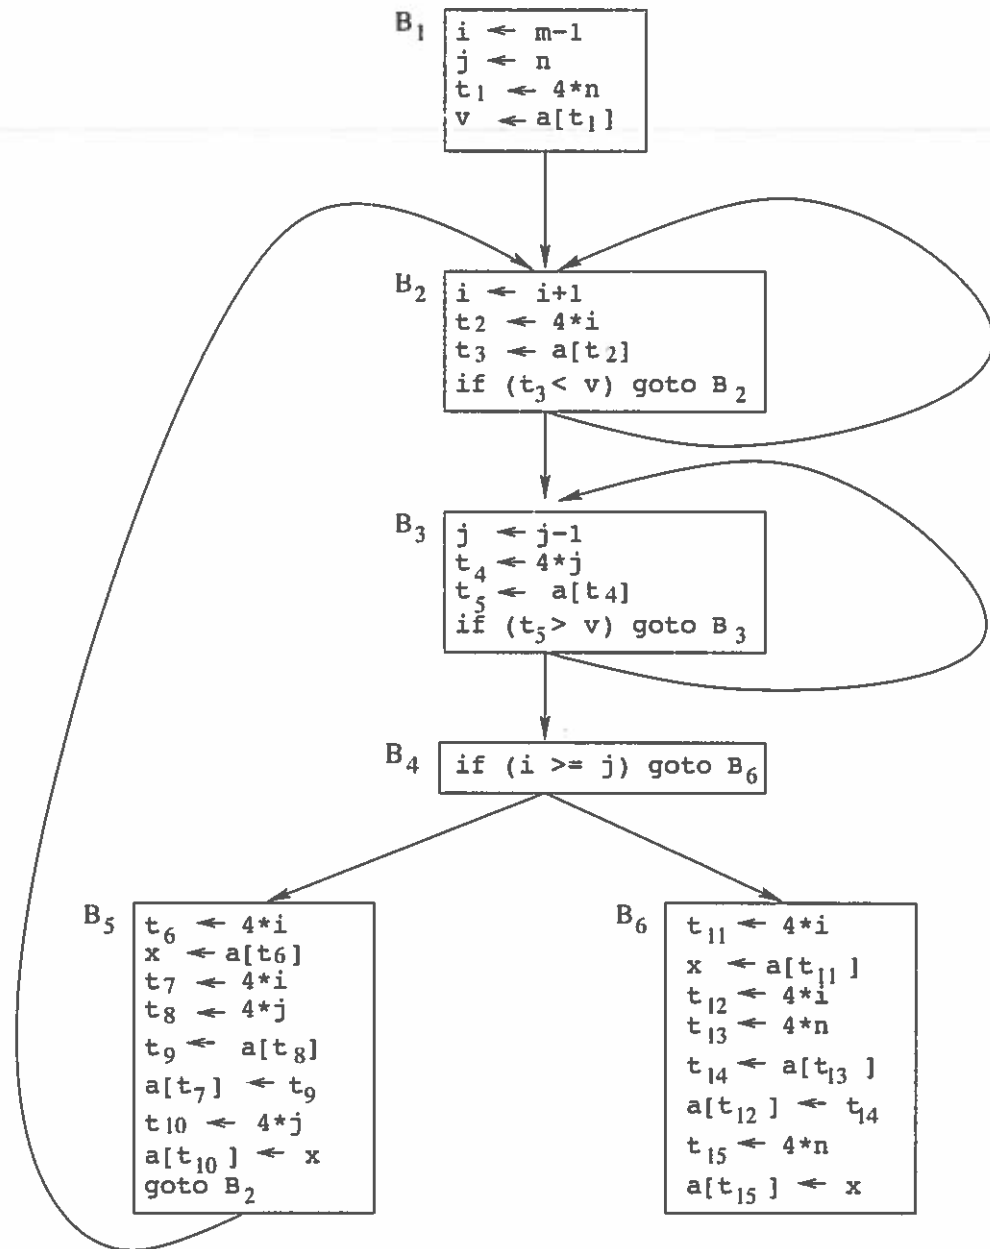 B1
i ← m-1
j ← n
t1 ← 4*n
v ← a[t1]
B2
i ← i+1
t2 ← 4*i
t3 ← a[t2]
if (t3< v) goto B2
B3
j ← j-1
t4 ← 4*j
t5 ← a[t4]
if (t5> v) goto B3
B4
if (i >= j) goto B6
B5
t6 ← 4*i
x ← a[t6]
t7 ← 4*i
t8 ← 4*j
t9 ← a[t8]
a[t7] ← t9
t10 ← 4*j
a[t10] ← x
goto B2
B6
t11 ← 4*i
x ← a[t11]
t12 ← 4*i
t13 ← 4*n
t14 ← a[t13]
a[t12] ← t14
t15 ← 4*n
a[t15] ← x